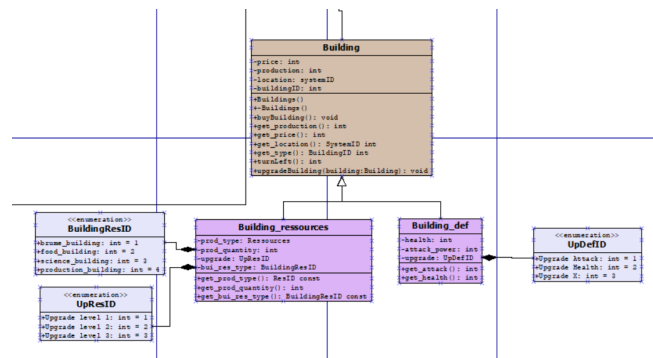 Building
-price: int
-production: int
-location: systemID
-buildingID: int
+Buildings()
+~Buildings()
+buyBuilding(): void
+get_production(): int
+get_price(): int
+get_location(): SystemID int
+get_type(): BuildingID int
+turnLeft(): int
+upgradeBuilding(building:Building): void
<<enumeration>>
BuildingResID
+brume_building: int = 1
+food_building: int = 2
+science_building: int = 3
+production_building: int = 4
Building_ressources
-prod_type: Ressources
-prod_quantity: int
-upgrade: UpResID
-bui_res_type: BuildingResID
+get_prod_type(): ResID const
+get_prod_quantity(): int
+get_bui_res_type(): BuildingResID const
Building_def
-health: int
-attack_power: int
-upgrade: UpDefID
+get_attack(): int
+get_health(): int
<<enumeration>>
UpDefID
+Upgrade Attack: int = 1
+Upgrade Health: int = 2
+Upgrade X: int = 3
<<enumeration>>
UpResID
+Upgrade level 1: int = 1
+Upgrade level 2: int = 2
+Upgrade level 3: int = 3